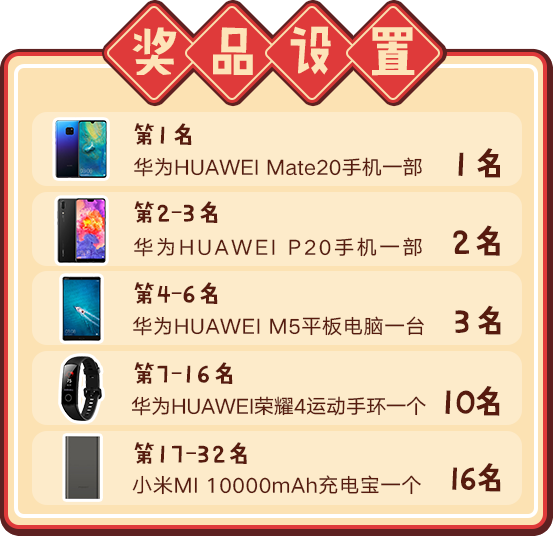 奖品设置
第1名
华为HUAWEI Mate20手机一部
1名
第2-3名
华为HUAWEI P20手机一部
2名
第4-6名
华为HUAWEI M5平板电脑一台
3名
第7-16名
华为HUAWEI荣耀4运动手环一个
10名
第17-32名
小米MI 10000mAh充电宝一个
16名